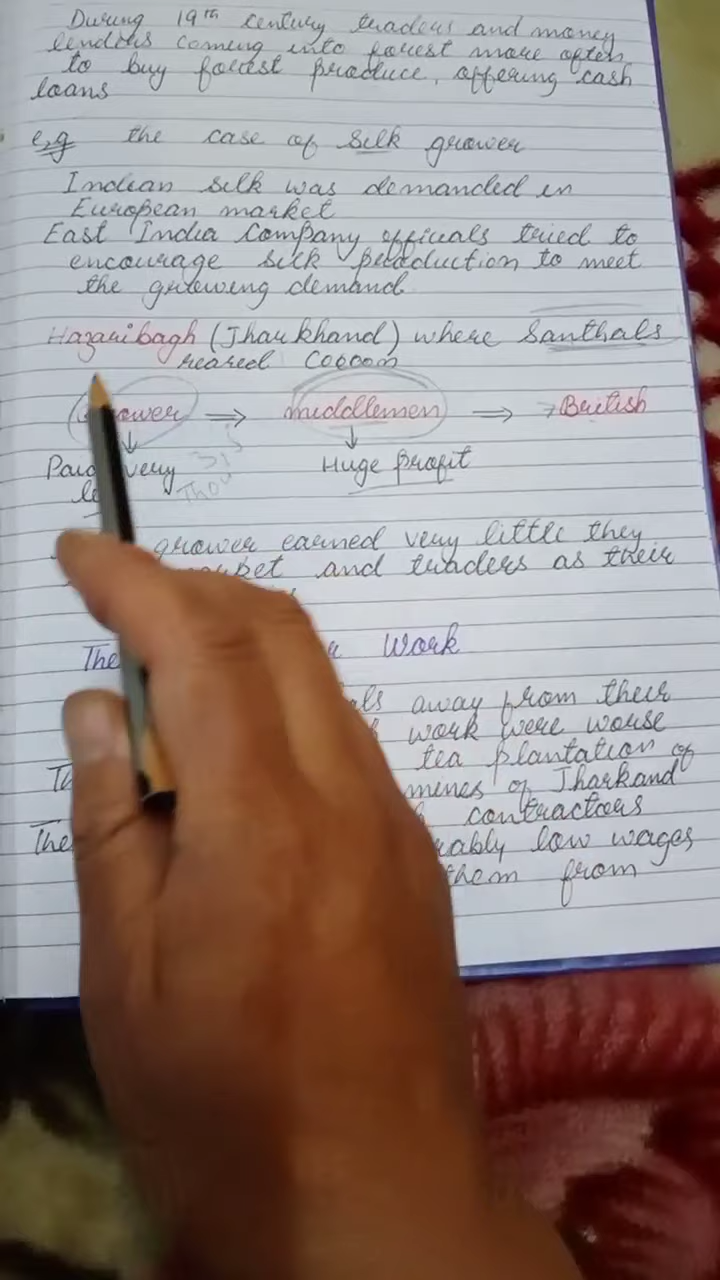 During 19th century traders and money
lenders coming into forest more often
to buy forest produce, offering cash
loans
e.g the case of silk grower
Indian silk was demanded in
European market
East India Company officials tried to
encourage silk production to meet
the growing demand
Hazaribagh (Jharkhand) where Santhals
reared Cocoon
⇒ middlemen ⇒ British
very Huge profit
grower earned very little they
and traders as their
The Work
away from their
work were worse
tea plantation of
mines of Jharkand
contractors
low wages
them from